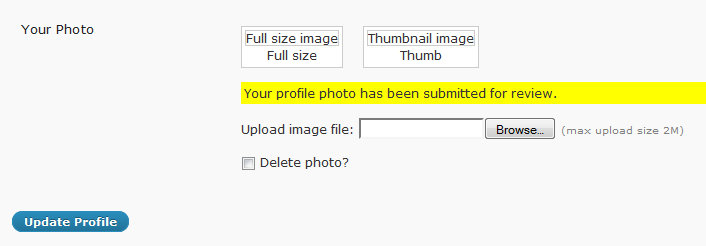 Your Photo
Full size image Thumbnail image
Full size Thumb
Your profile photo has been submitted for review.
Upload image file: Browse... (max upload size 2M)
Delete photo?
Update Profile